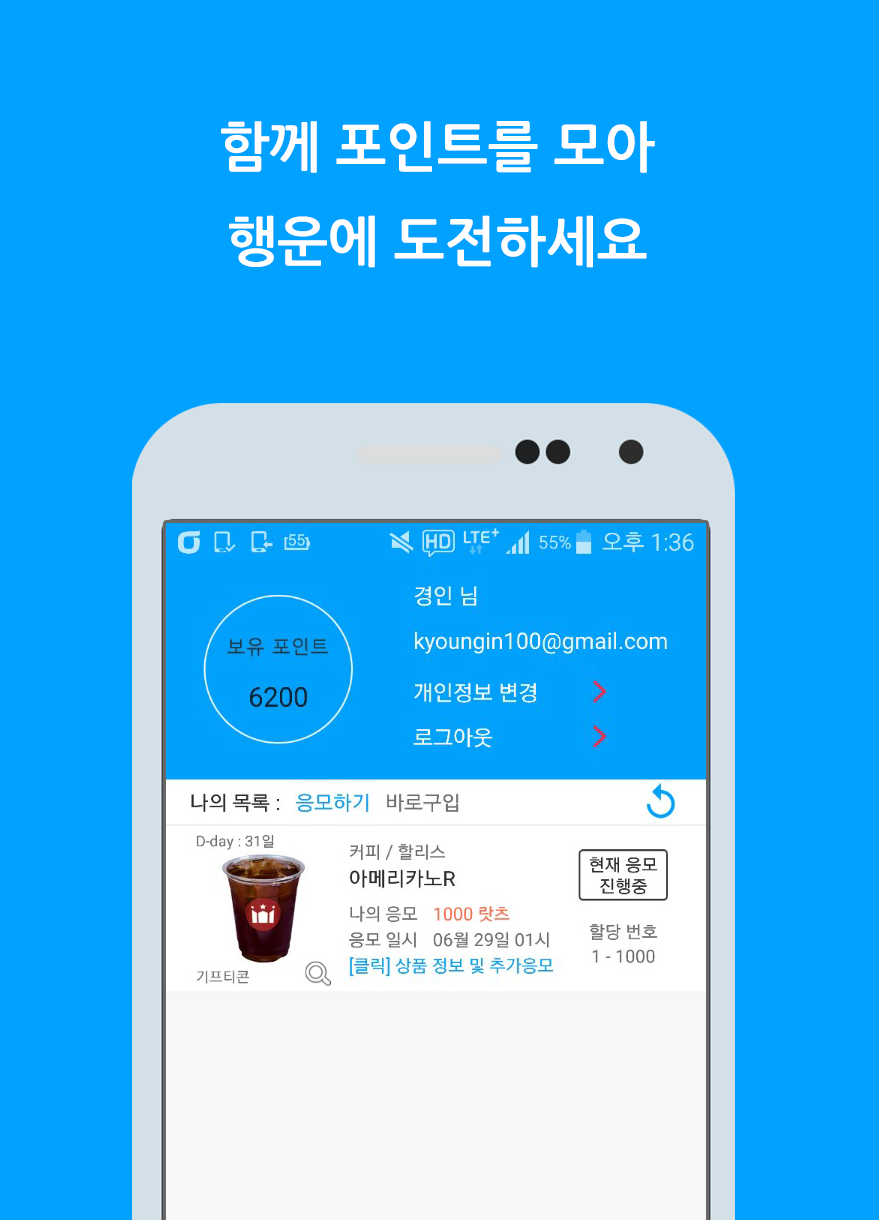 함께 포인트를 모아
행운에 도전하세요
55 HD LTE+ 55% 오후 1:36
보유 포인트
6200
경인 님
kyoungin100@gmail.com
개인정보 변경
로그아웃
나의 목록 : 응모하기 바로구입
D-day : 31일
기프티콘
커피 / 할리스
아메리카노R
나의 응모 1000 랏츠
응모 일시 06월 29일 01시
[클릭] 상품 정보 및 추가응모
현재 응모
진행중
할당 번호
1 - 1000